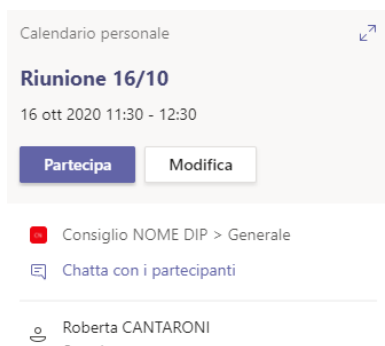 Calendario personale
Riunione 16/10
16 ott 2020 11:30 - 12:30
Partecipa Modifica
Consiglio NOME DIP > Generale
Chatta con i partecipanti
Roberta CANTARONI